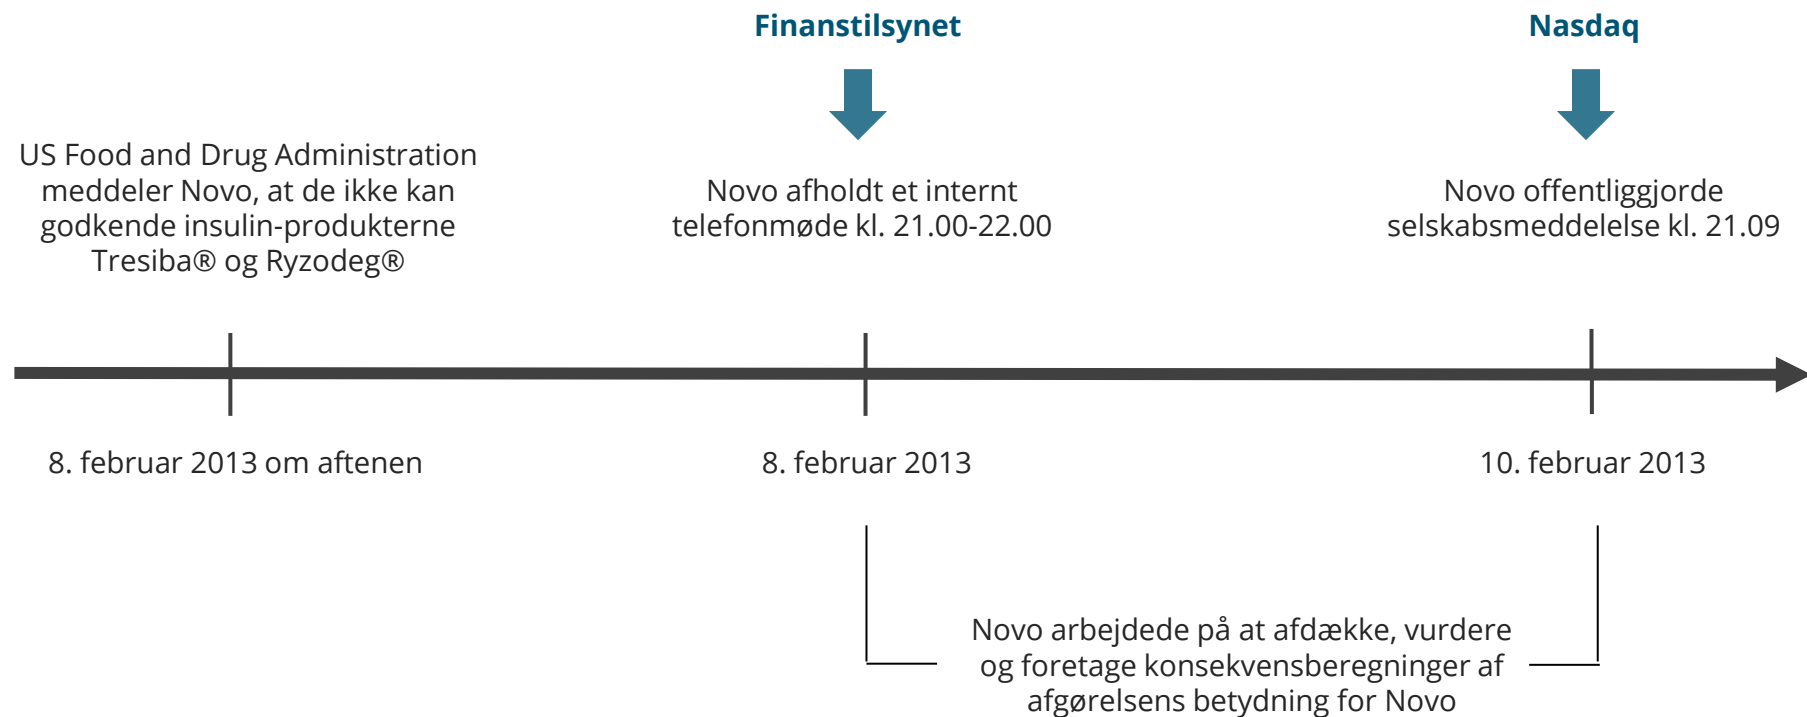 Finanstilsynet
Nasdaq
US Food and Drug Administration
meddeler Novo, at de ikke kan
godkende insulin-produkterne
Tresiba® og Ryzodeg®
Novo afholdt et internt
telefonmøde kl. 21.00-22.00
Novo offentliggjorde
selskabsmeddelelse kl. 21.09
8. februar 2013 om aftenen
8. februar 2013
10. februar 2013
Novo arbejdede på at afdække, vurdere
og foretage konsekvensberegninger af
afgørelsens betydning for Novo